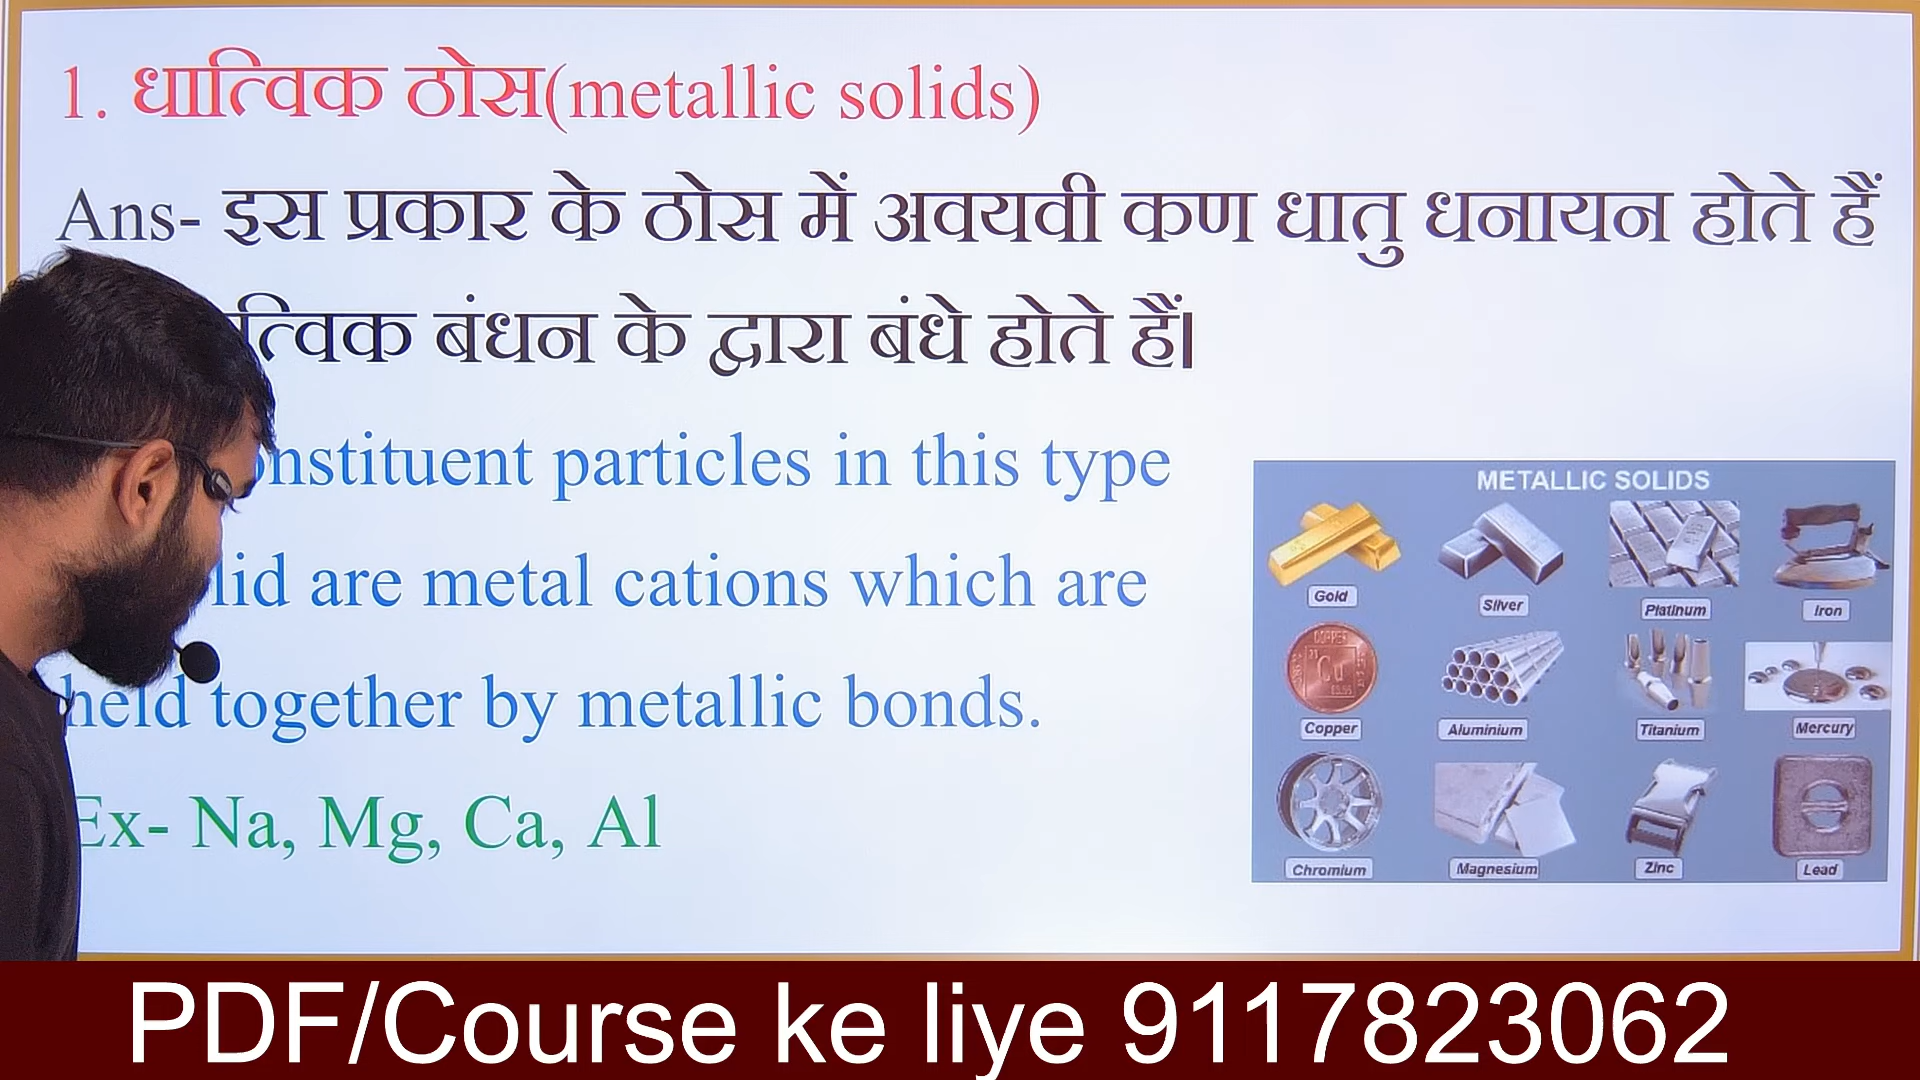 1. धात्विक ठोस(metallic solids)
Ans- इस प्रकार के ठोस में अवयवी कण धातु धनायन होते हैं
बंधन के द्वारा बंधे होते हैं।
particles in this type
are metal cations which are
held together by metallic bonds.
Ex- Na, Mg, Ca, Al
METALLIC SOLIDS
Gold Silver Platinum Iron
COPPER
Cu
Copper Aluminium Titanium Mercury
Chromium Magnesium Zinc Lead
PDF/Course ke liye 9117823062